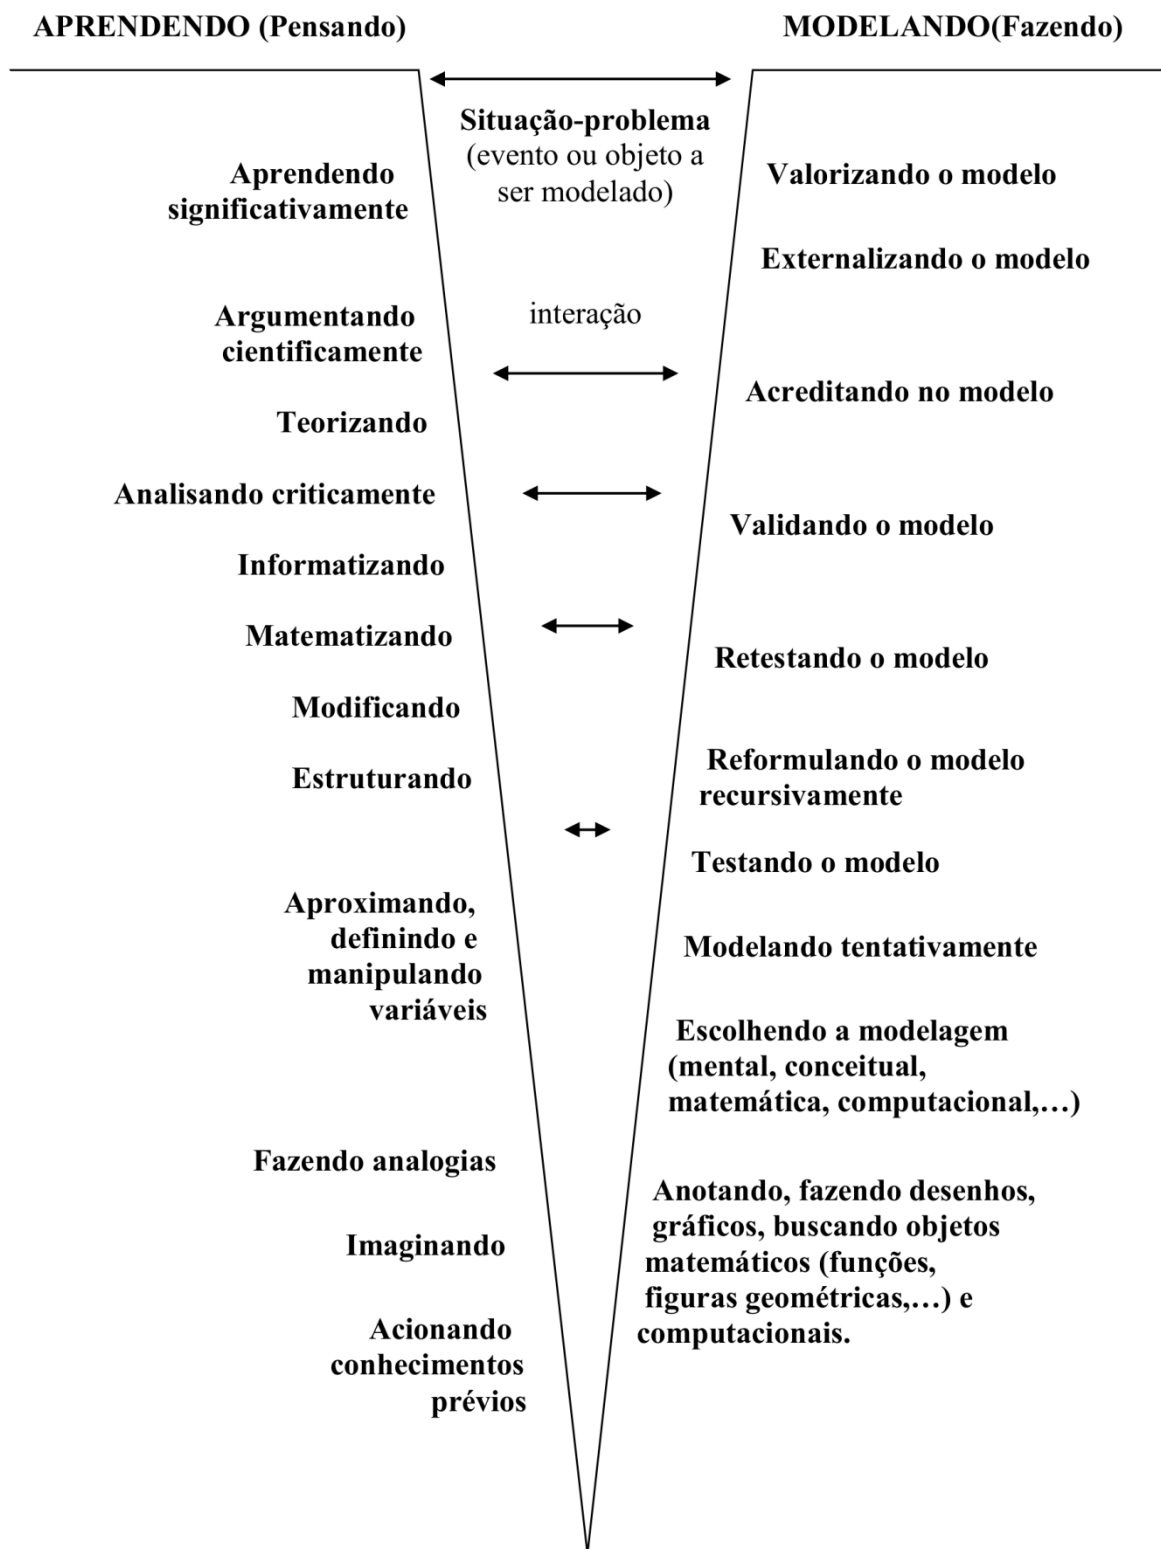 APRENDENDO (Pensando)
MODELANDO(Fazendo)
Situação-problema
(evento ou objeto a
ser modelado)
interação
Aprendendo
significativamente
Argumentando
cientificamente
Teorizando
Analisando criticamente
Informatizando
Matematizando
Modificando
Estruturando
Aproximando,
definindo e
manipulando
variáveis
Fazendo analogias
Imaginando
Acionando
conhecimentos
prévios
Valorizando o modelo
Externalizando o modelo
Acreditando no modelo
Validando o modelo
Retestando o modelo
Reformulando o modelo
recursivamente
Testando o modelo
Modelando tentativamente
Escolhendo a modelagem
(mental, conceitual,
matemática, computacional,…)
Anotando, fazendo desenhos,
gráficos, buscando objetos
matemáticos (funções,
figuras geométricas,…) e
computacionais.